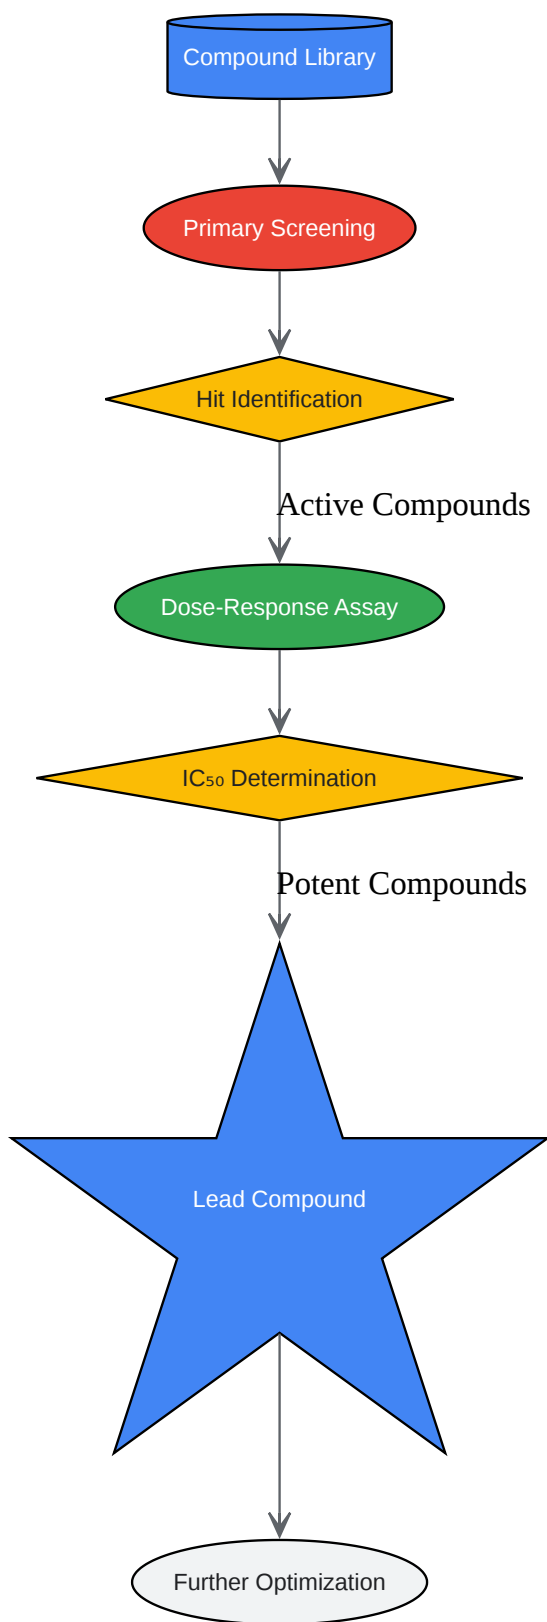 Compound Library
Primary Screening
Hit Identification
Active Compounds
Dose-Response Assay
IC₅₀ Determination
Potent Compounds
Lead Compound
Further Optimization